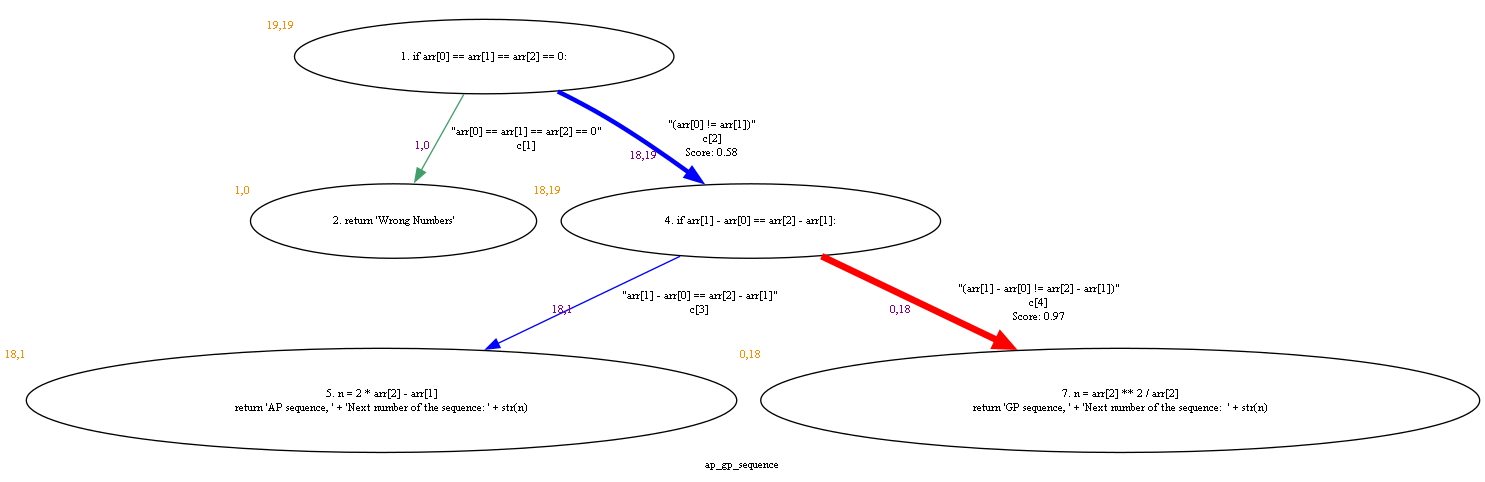 19,19
1. if arr[0] == arr[1] == arr[2] == 0:
"arr[0] == arr[1] == arr[2] == 0"
c[1]
1,0
"(arr[0] != arr[1])"
c[2]
Score: 0.58
18,19
1,0
2. return 'Wrong Numbers'
18,19
4. if arr[1] - arr[0] == arr[2] - arr[1]:
"arr[1] - arr[0] == arr[2] - arr[1]"
c[3]
18,1
"(arr[1] - arr[0] != arr[2] - arr[1])"
c[4]
Score: 0.97
0,18
18,1
5. n = 2 * arr[2] - arr[1]
return 'AP sequence, ' + 'Next number of the sequence: ' + str(n)
0,18
7. n = arr[2] ** 2 / arr[2]
return 'GP sequence, ' + 'Next number of the sequence:  ' + str(n)
ap_gp_sequence